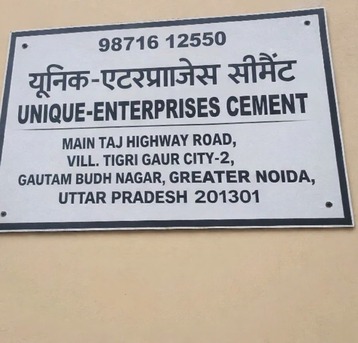 98716 12550
यूनिक-एटरप्राजेस सीमैंट
UNIQUE-ENTERPRISES CEMENT
MAIN TAJ HIGHWAY ROAD,
VILL. TIGRI GAUR CITY-2,
GAUTAM BUDH NAGAR, GREATER NOIDA,
UTTAR PRADESH 201301